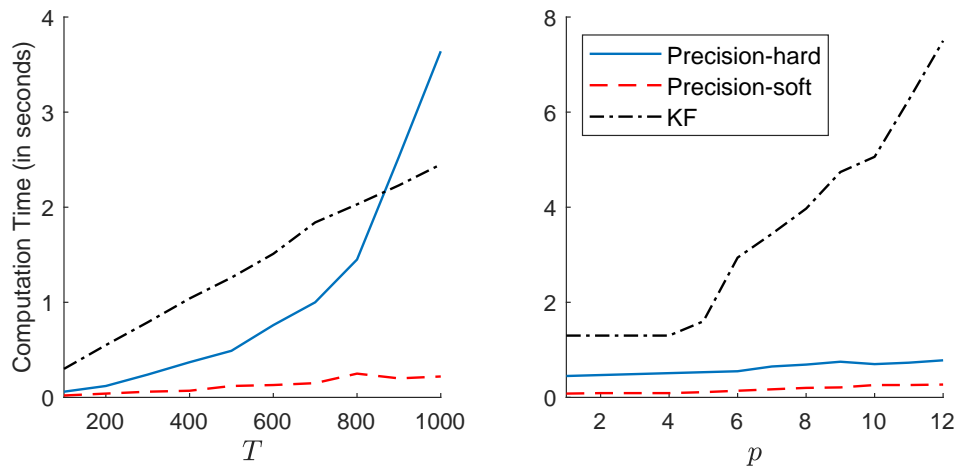 Computation Time (in seconds)
4
3
2
1
0
200 400 600 800 1000
T
8
6
4
2
0
2 4 6 8 10 12
p
Precision-hard
Precision-soft
KF